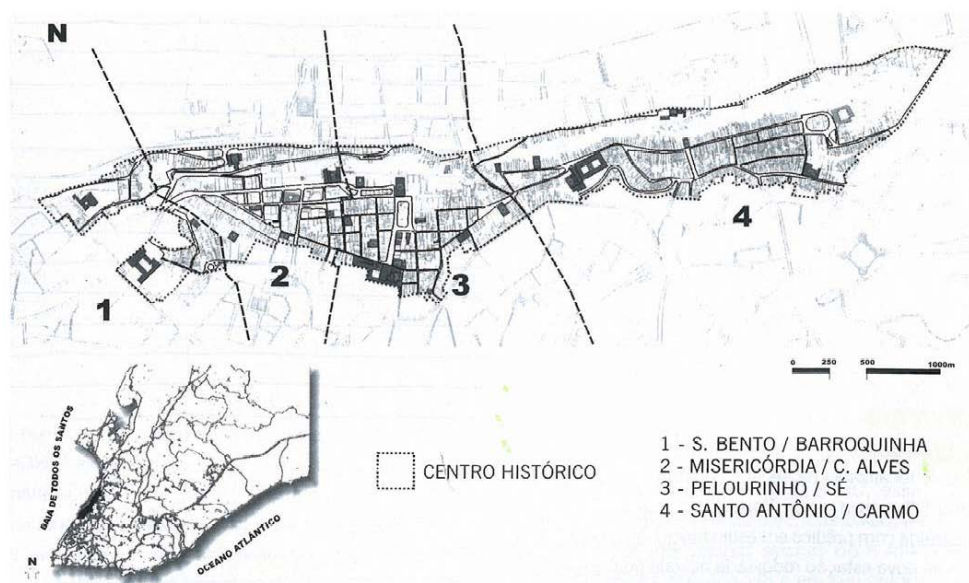 N
1
2
3
4
0 250 500 1000m
BAIA DE TODOS OS SANTOS
OCEANO ATLÂNTICO
N
CENTRO HISTÓRICO
1 - S. BENTO / BARROQUINHA
2 - MISERICÓRDIA / C. ALVES
3 - PELOURINHO / SÉ
4 - SANTO ANTÔNIO / CARMO